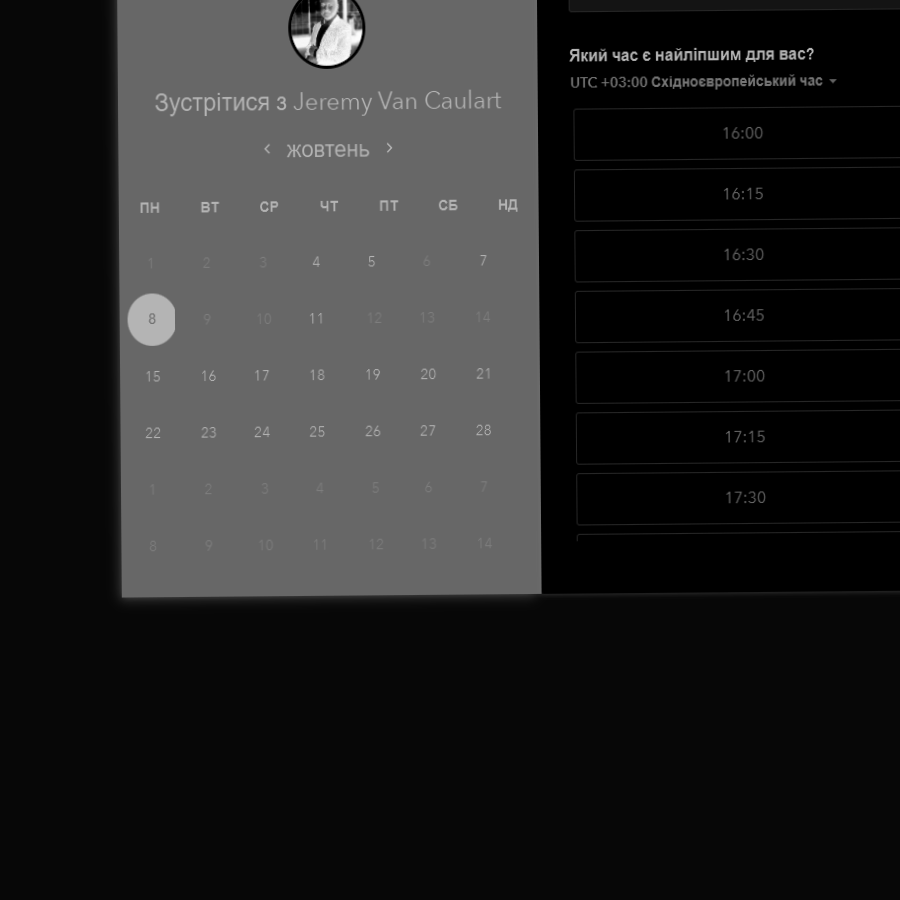 Який час є найліпшим для вас?
UTC +03:00 Східноєвропейський час
Зустрітися з Jeremy Van Caulart
жовтень
ПН ВТ СР ЧТ ПТ СБ НД
1 2 3 4 5 6 7
8 9 10 11 12 13 14
15 16 17 18 19 20 21
22 23 24 25 26 27 28
1 2 3 4 5 6 7
8 9 10 11 12 13 14
16:00
16:15
16:30
16:45
17:00
17:15
17:30